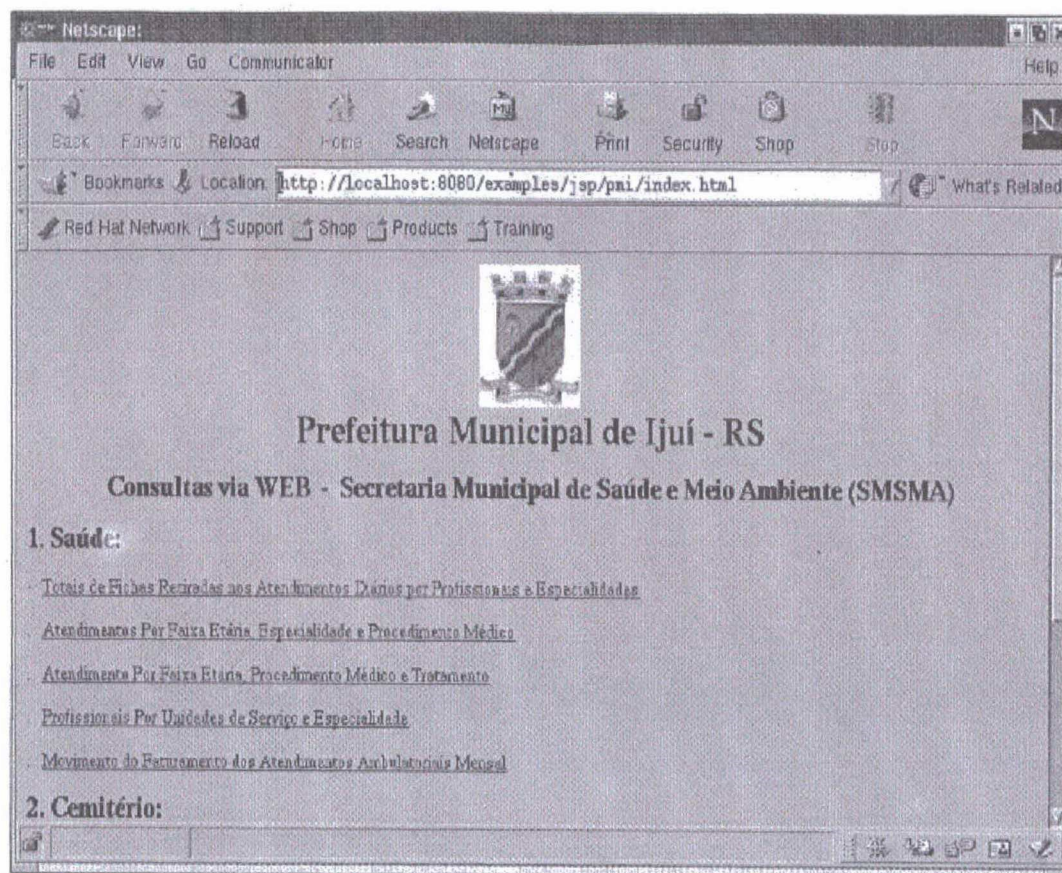 Netscape:
File Edit View Go Communicator Help
Back Forward Reload Home Search Netscape Print Security Shop Stop N
My
Bookmarks Location: http://localhost:8080/examples/jsp/pmi/index.html What's Related
Red Hat Network Support Shop Products Training
Prefeitura Municipal de Ijuí - RS
Consultas via WEB - Secretaria Municipal de Saúde e Meio Ambiente (SMSMA)
1. Saúde:
Totais de Fichas Retiradas nos Atendimentos Diários por Profissionais e Especialidades
Atendimentos Por Faixa Etária, Especialidade e Procedimento Médico
Atendimento Por Faixa Etária, Procedimento Médico e Tratamento
Profissionais Por Unidades de Serviço e Especialidade
Movimento do Faturamento dos Atendimentos Ambulatoriais Mensal
2. Cemitério: